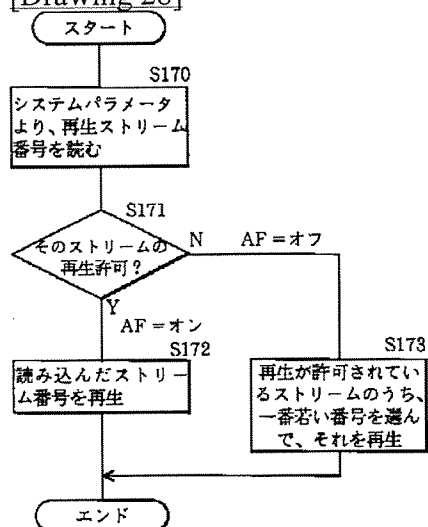 [Drawing 28]
スタート
S170
システムパラメータ
より、再生ストリーム
番号を読む
S171
そのストリームの
再生許可？
N
AF＝オフ
Y
AF＝オン
S172
読み込んだストリー
ム番号を再生
S173
再生が許可されてい
るストリームのうち、
一番若い番号を選ん
で、それを再生
エンド